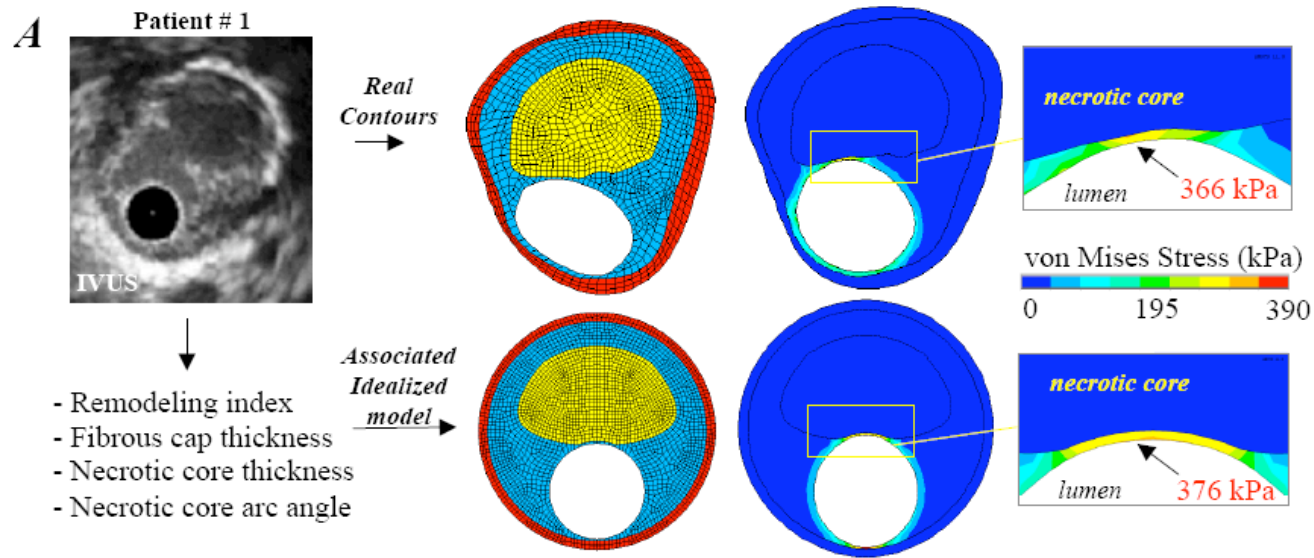 A
Patient # 1
IVUS
Real
Contours
necrotic core
lumen
366 kPa
von Mises Stress (kPa)
0 195 390
- Remodeling index
- Fibrous cap thickness
- Necrotic core thickness
- Necrotic core arc angle
Associated
Idealized
model
necrotic core
lumen
376 kPa